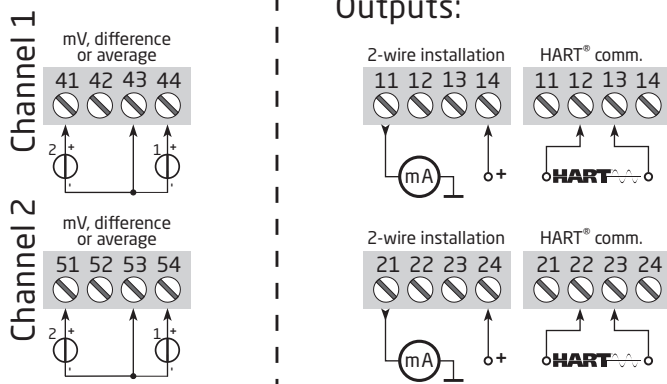 Channel 1
mV, difference
or average
41 42 43 44
2 + 1 +
- -
Channel 2
mV, difference
or average
51 52 53 54
2 + 1 +
- -
Outputs:
2-wire installation
11 12 13 14
mA +
HART® comm.
11 12 13 14
HART
2-wire installation
21 22 23 24
mA +
HART® comm.
21 22 23 24
HART